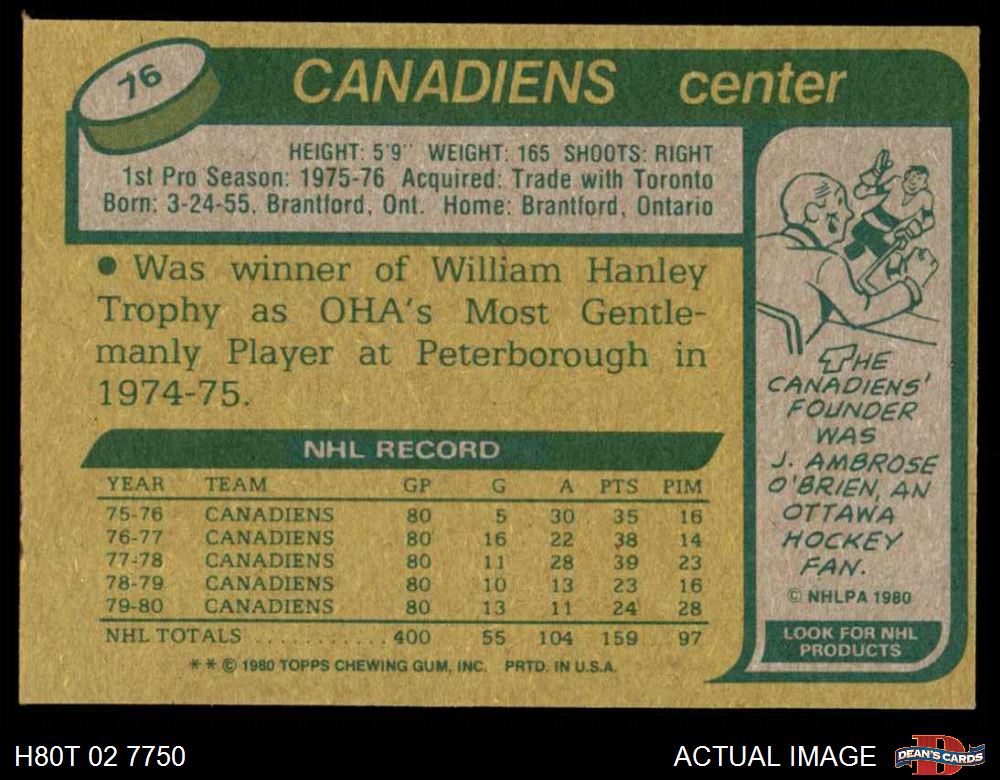 76
CANADIENS center
HEIGHT: 5'9" WEIGHT: 165 SHOOTS: RIGHT
1st Pro Season: 1975-76 Acquired: Trade with Toronto
Born: 3-24-55, Brantford, Ont. Home: Brantford, Ontario
● Was winner of William Hanley
Trophy as OHA's Most Gentle-
manly Player at Peterborough in
1974-75.
NHL RECORD
YEAR TEAM GP G A PTS PIM
75-76 CANADIENS 80 5 30 35 16
76-77 CANADIENS 80 16 22 38 14
77-78 CANADIENS 80 11 28 39 23
78-79 CANADIENS 80 10 13 23 16
79-80 CANADIENS 80 13 11 24 28
NHL TOTALS ........... 400 55 104 159 97
** © 1980 TOPPS CHEWING GUM, INC. PRTD. IN U.S.A.
THE
CANADIENS'
FOUNDER
WAS
J. AMBROSE
O'BRIEN, AN
OTTAWA
HOCKEY
FAN.
© NHLPA 1980
LOOK FOR NHL
PRODUCTS
H80T 02 7750
ACTUAL IMAGE
D
DEAN'S CARDS